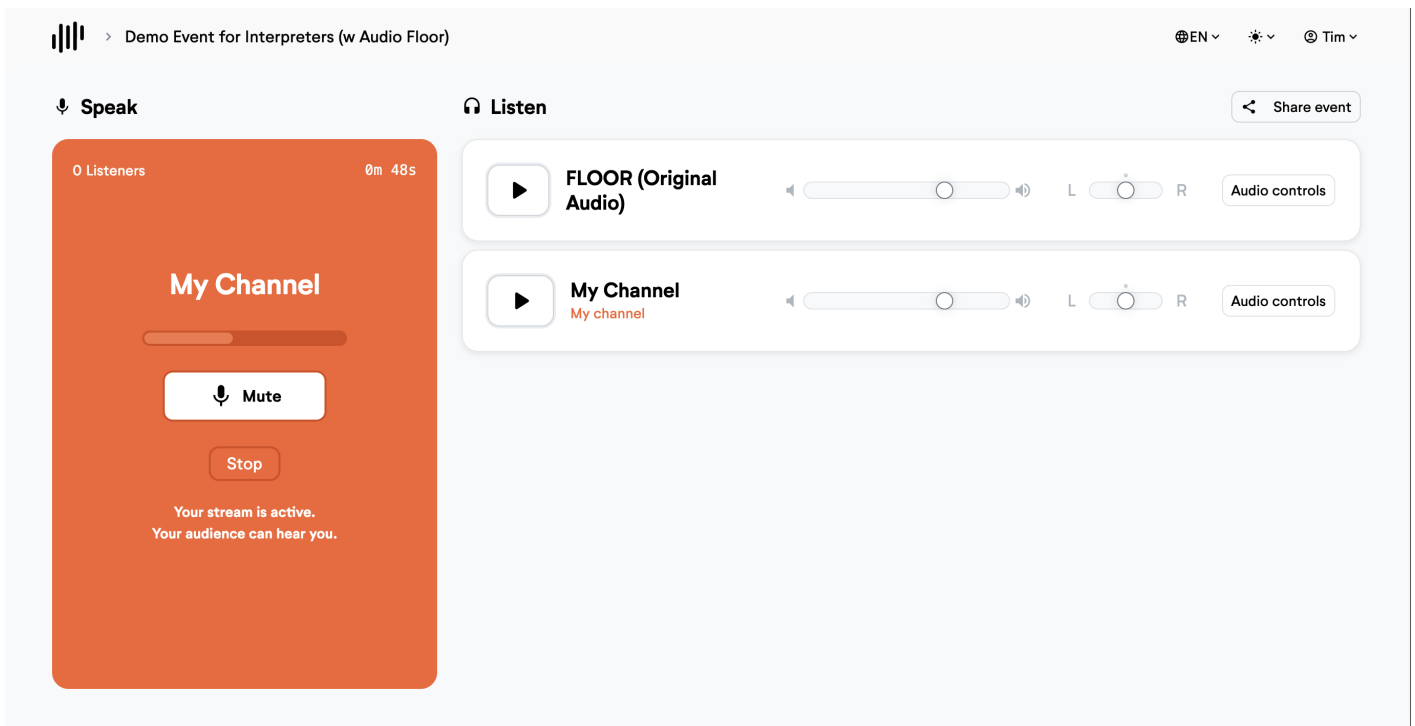 Demo Event for Interpreters (w Audio Floor)
EN
Tim
Speak
0 Listeners
0m 48s
My Channel
Mute
Stop
Your stream is active.
Your audience can hear you.
Listen
Share event
FLOOR (Original
Audio)
L
R
Audio controls
My Channel
My channel
L
R
Audio controls